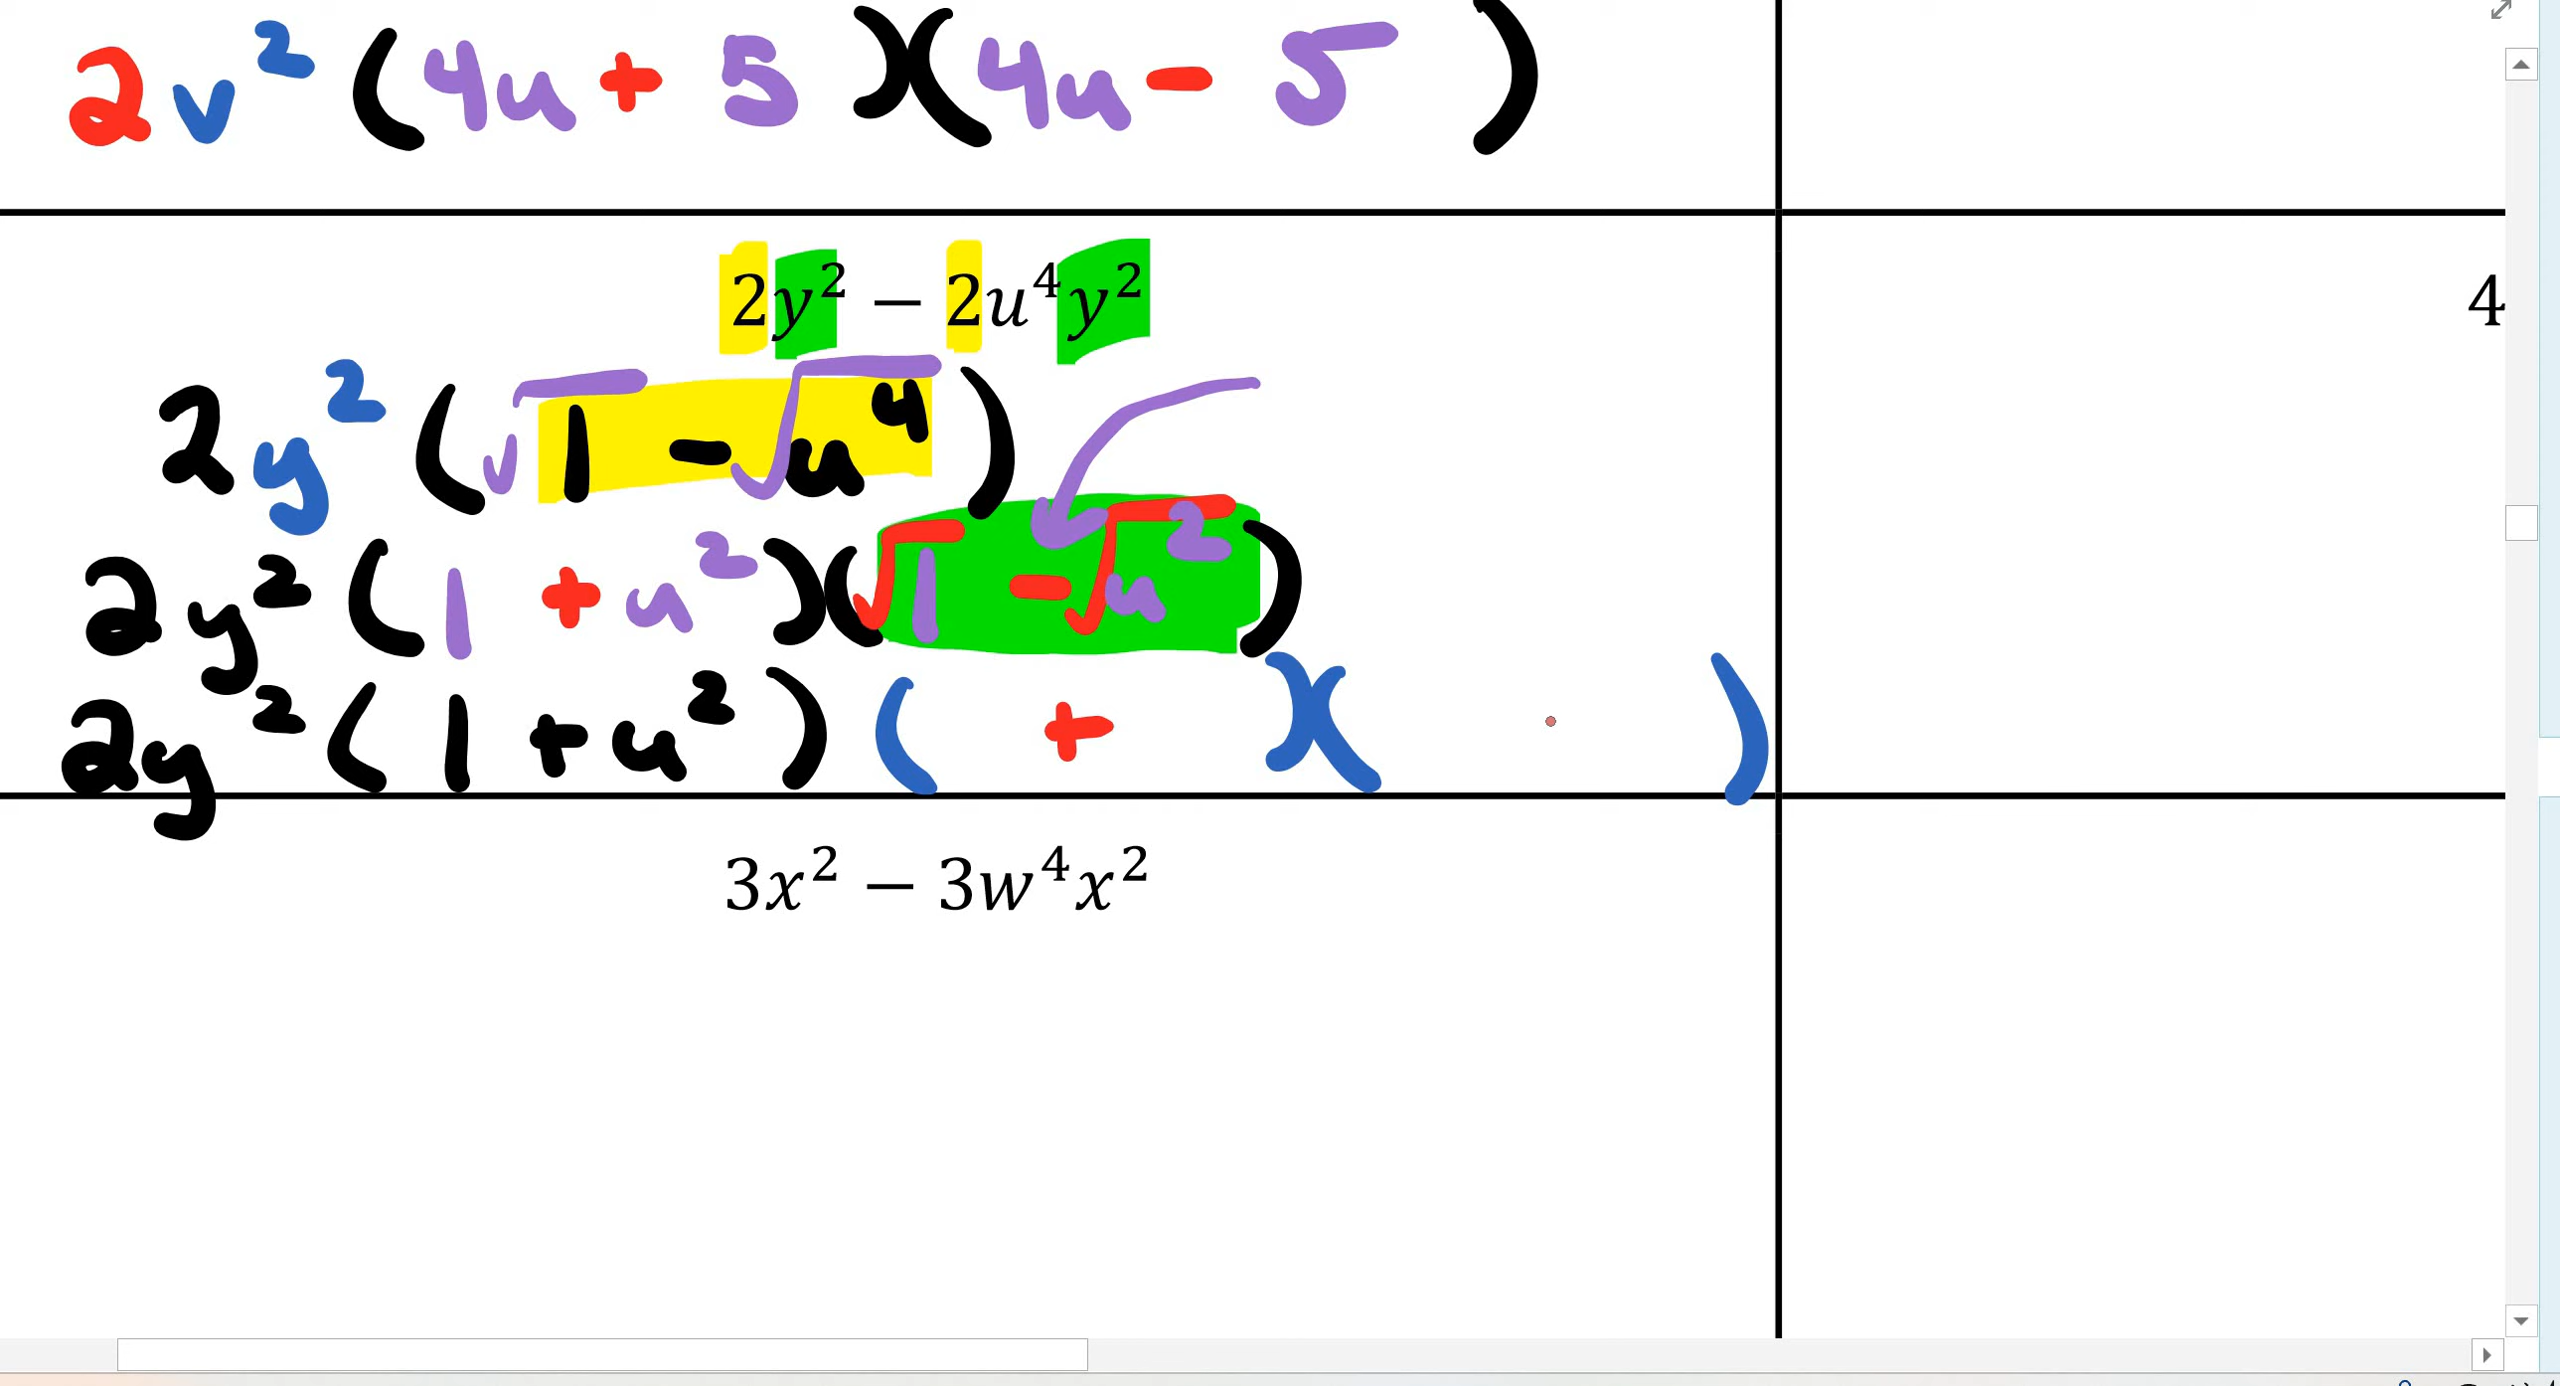 2v²(4u+5)(4u-5)
2y² − 2u⁴y²
4
2y²(√1 - √u⁴)
2y²(1 + u²)(√1 - √u²)
2y²(1 + u²)( + )( )
3x² − 3w⁴x²